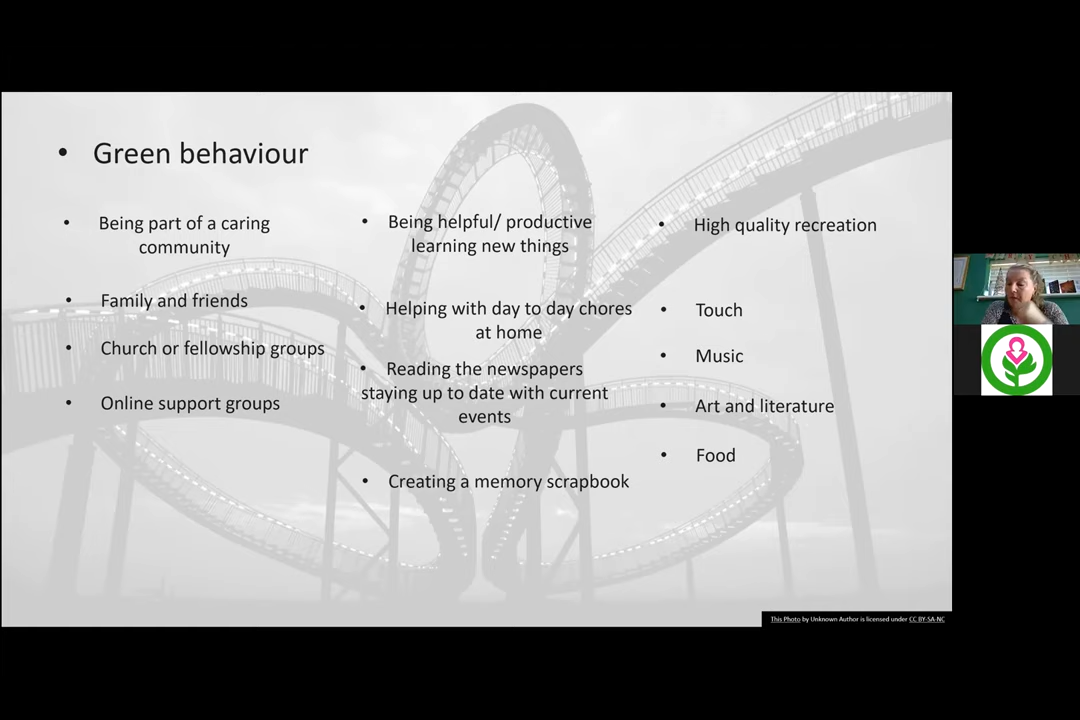 • Green behaviour
• Being part of a caring
community
• Family and friends
• Church or fellowship groups
• Online support groups
• Being helpful/ productive
learning new things
• Helping with day to day chores
at home
• Reading the newspapers
staying up to date with current
events
• Creating a memory scrapbook
• High quality recreation
• Touch
• Music
• Art and literature
• Food
This Photo by Unknown Author is licensed under CC BY-SA-NC